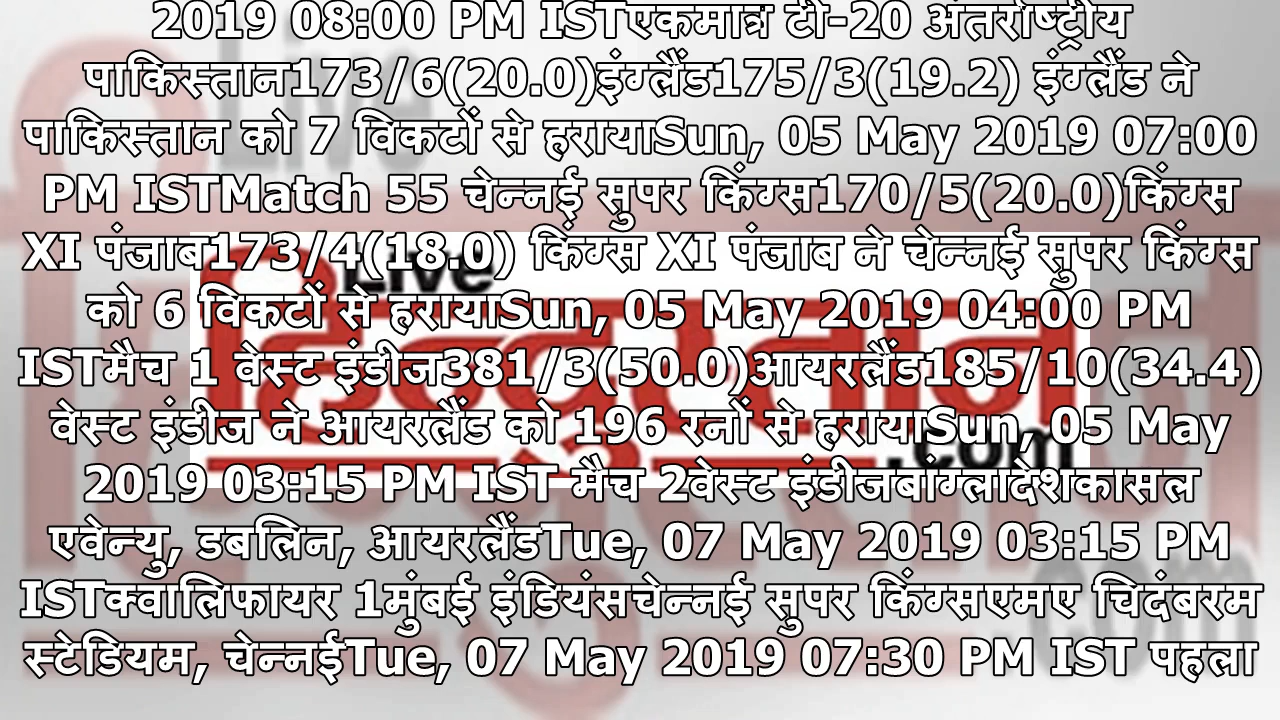 2019 08:00 PM ISTएकमात्र टी-20 अंतर्राष्ट्रीय
पाकिस्तान173/6(20.0)इंग्लैंड175/3(19.2) इंग्लैंड ने
पाकिस्तान को 7 विकटों से हरायाSun, 05 May 2019 07:00
PM ISTMatch 55 चेन्नई सुपर किंग्स170/5(20.0)किंग्स
XI पंजाब173/4(18.0) किंग्स XI पंजाब ने चेन्नई सुपर किंग्स
को 6 विकटों से हरायाSun, 05 May 2019 04:00 PM
ISTमैच 1 वेस्ट इंडीज381/3(50.0)आयरलैंड185/10(34.4)
वेस्ट इंडीज ने आयरलैंड को 196 रनों से हरायाSun, 05 May
2019 03:15 PM IST मैच 2वेस्ट इंडीजबांग्लादेशकासल
एवेन्यु, डबलिन, आयरलैंडTue, 07 May 2019 03:15 PM
ISTक्वालिफायर 1मुंबई इंडियंसचेन्नई सुपर किंग्सएमए चिदंबरम
स्टेडियम, चेन्नईTue, 07 May 2019 07:30 PM IST पहला
Live
हिन्दुस्तान
.com